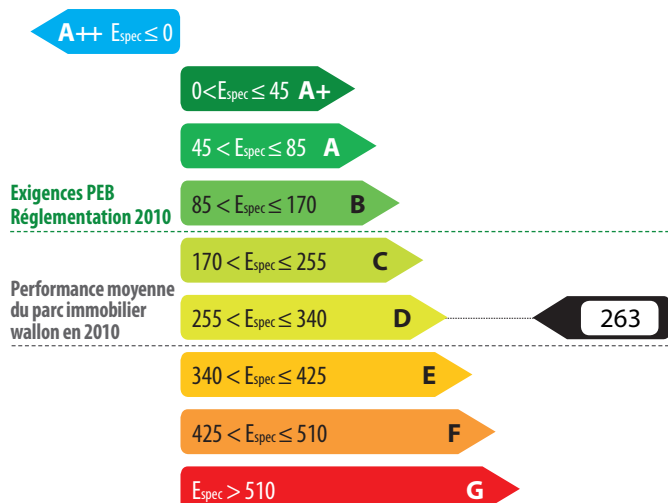 A++ Espec ≤ 0
0<Espec ≤ 45 A+
45 < Espec ≤ 85 A
Exigences PEB
Réglementation 2010
85 < Espec ≤ 170 B
170 < Espec ≤ 255 C
Performance moyenne
du parc immobilier
wallon en 2010
255 < Espec ≤ 340 D
263
340 < Espec ≤ 425 E
425 < Espec ≤ 510 F
Espec > 510 G